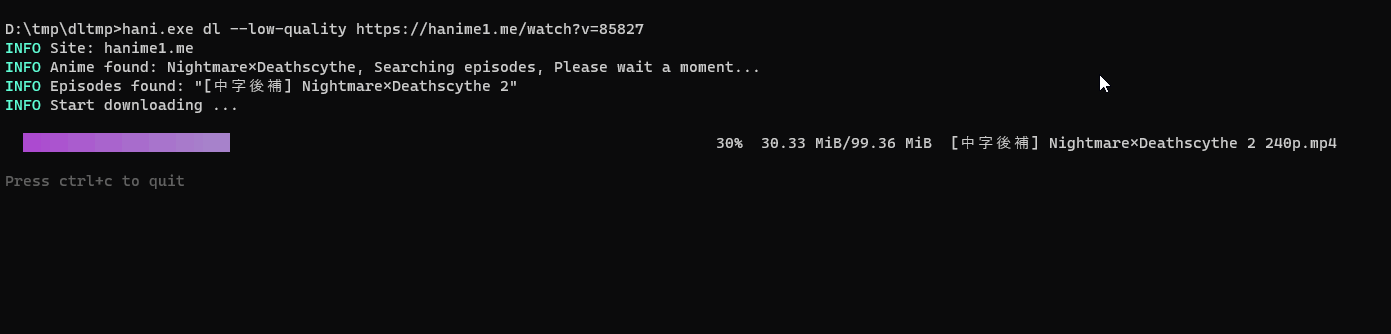 D:\tmp\dltmp>hani.exe dl --low-quality https://hanime1.me/watch?v=85827
INFO Site: hanime1.me
INFO Anime found: Nightmare×Deathscythe, Searching episodes, Please wait a moment...
INFO Episodes found: "[中字後補] Nightmare×Deathscythe 2"
INFO Start downloading ...
30% 30.33 MiB/99.36 MiB [中字後補] Nightmare×Deathscythe 2 240p.mp4
Press ctrl+c to quit